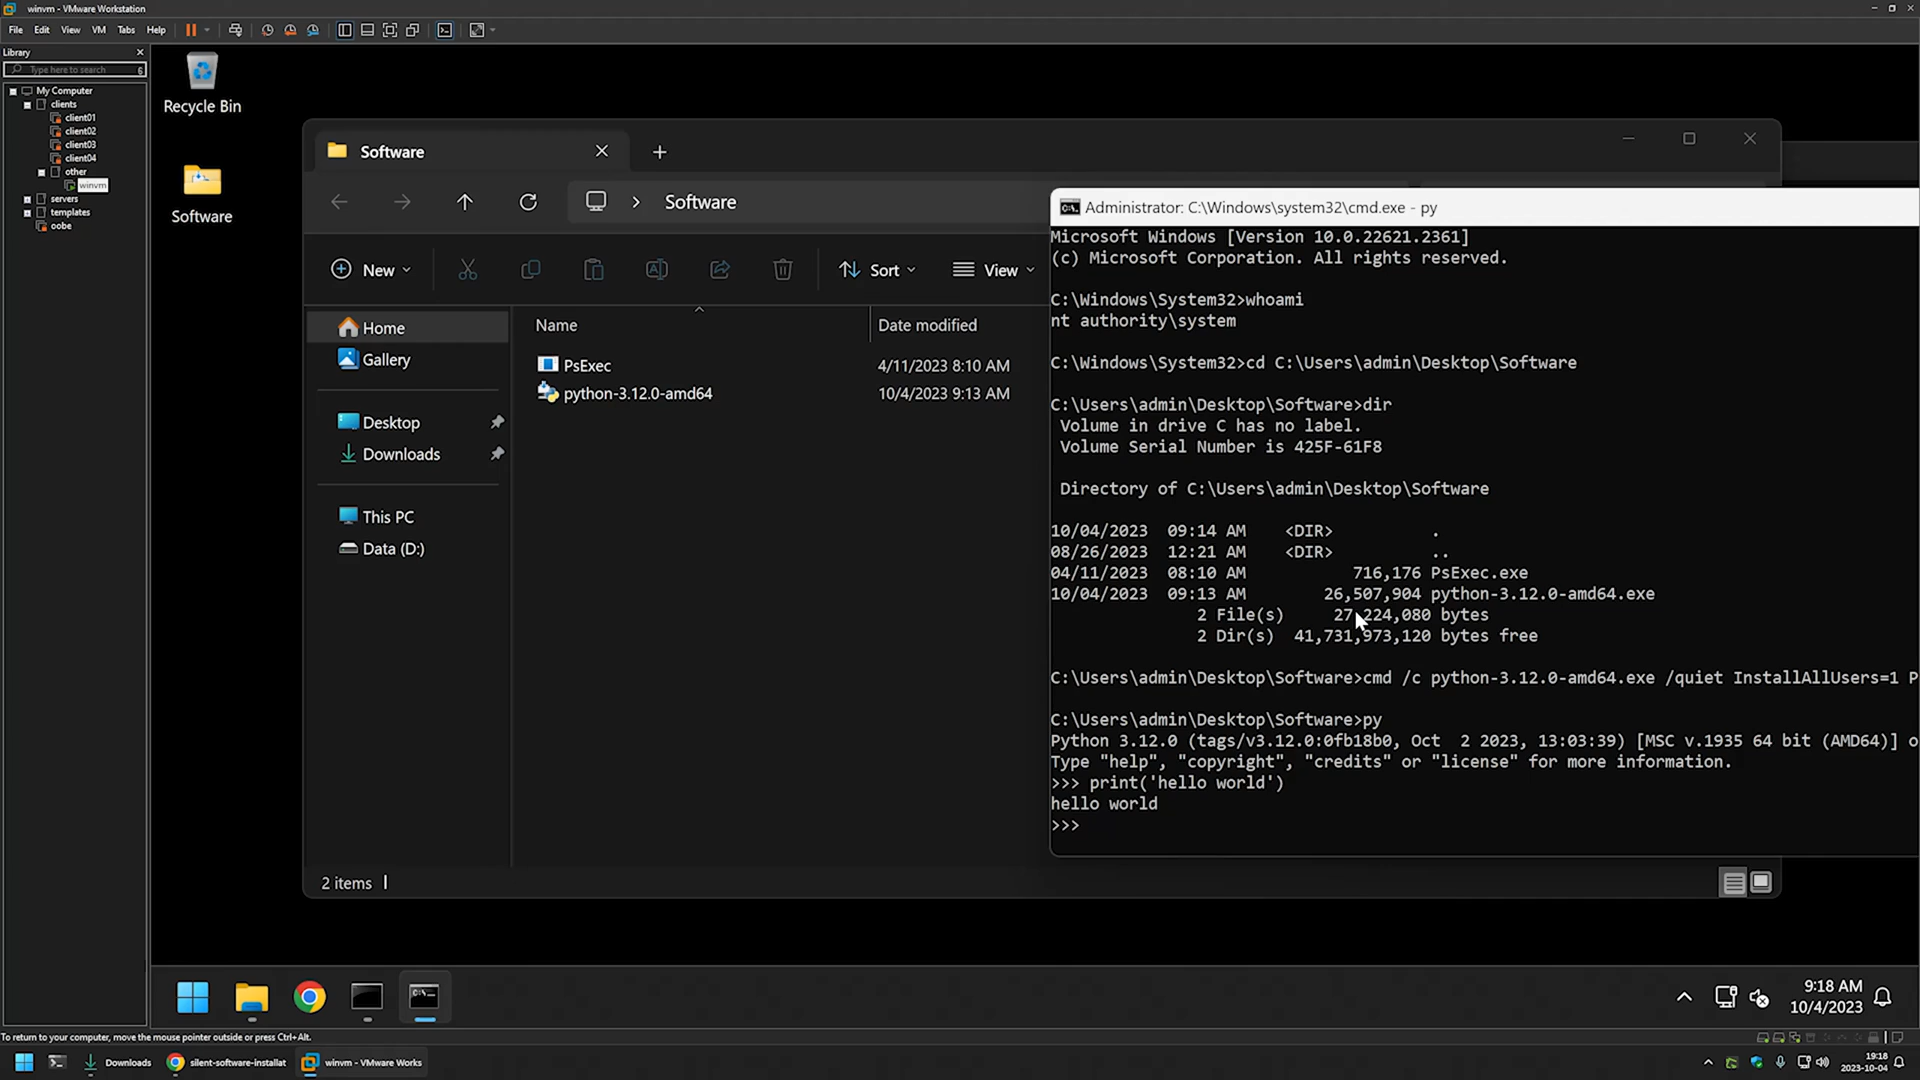 winvm - VMware Workstation
File Edit View VM Tabs Help
Library
Type here to search
My Computer
clients
client01
client02
client03
client04
other
winvm
servers
templates
oobe
Recycle Bin
Software
Software
Software
New
Sort
View
Name
Date modified
Home
Gallery
Desktop
Downloads
This PC
Data (D:)
PsExec 4/11/2023 8:10 AM
python-3.12.0-amd64 10/4/2023 9:13 AM
2 items
Administrator: C:\Windows\system32\cmd.exe - py
Microsoft Windows [Version 10.0.22621.2361]
(c) Microsoft Corporation. All rights reserved.
C:\Windows\System32>whoami
nt authority\system
C:\Windows\System32>cd C:\Users\admin\Desktop\Software
C:\Users\admin\Desktop\Software>dir
Volume in drive C has no label.
Volume Serial Number is 425F-61F8
Directory of C:\Users\admin\Desktop\Software
10/04/2023 09:14 AM <DIR> .
08/26/2023 12:21 AM <DIR> ..
04/11/2023 08:10 AM 716,176 PsExec.exe
10/04/2023 09:13 AM 26,507,904 python-3.12.0-amd64.exe
2 File(s) 27,224,080 bytes
2 Dir(s) 41,731,973,120 bytes free
C:\Users\admin\Desktop\Software>cmd /c python-3.12.0-amd64.exe /quiet InstallAllUsers=1 P
C:\Users\admin\Desktop\Software>py
Python 3.12.0 (tags/v3.12.0:0fb18b0, Oct 2 2023, 13:03:39) [MSC v.1935 64 bit (AMD64)] o
Type "help", "copyright", "credits" or "license" for more information.
>>> print('hello world')
hello world
>>>
9:18 AM
10/4/2023
To return to your computer, move the mouse pointer outside or press Ctrl+Alt.
Downloads
silent-software-installat
winvm - VMware Works
19:18
2023-10-04